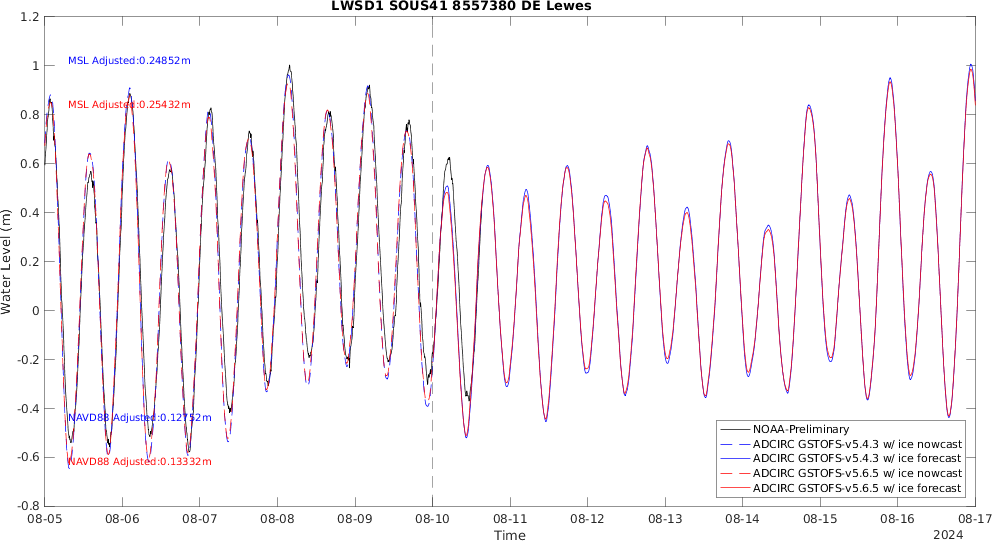 LWSD1 SOUS41 8557380 DE Lewes
1.2
1
0.8
0.6
0.4
0.2
0
-0.2
-0.4
-0.6
-0.8
Water Level (m)
MSL Adjusted:0.24852m
MSL Adjusted:0.25432m
NAVD88 Adjusted:0.12752m
NAVD88 Adjusted:0.13332m
NOAA-Preliminary
ADCIRC GSTOFS-v5.4.3 w/ ice nowcast
ADCIRC GSTOFS-v5.4.3 w/ ice forecast
ADCIRC GSTOFS-v5.6.5 w/ ice nowcast
ADCIRC GSTOFS-v5.6.5 w/ ice forecast
08-05 08-06 08-07 08-08 08-09 08-10 08-11 08-12 08-13 08-14 08-15 08-16 08-17
Time
2024